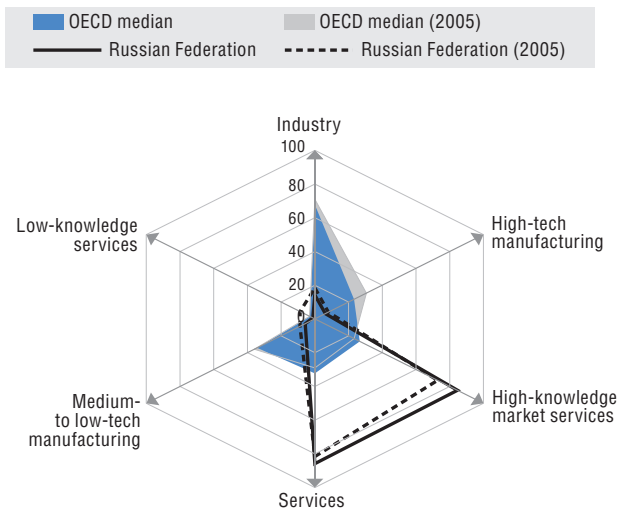 OECD median
OECD median (2005)
Russian Federation
Russian Federation (2005)
Industry
100
80
60
40
20
0
Low-knowledge
services
High-tech
manufacturing
Medium-
to low-tech
manufacturing
High-knowledge
market services
Services